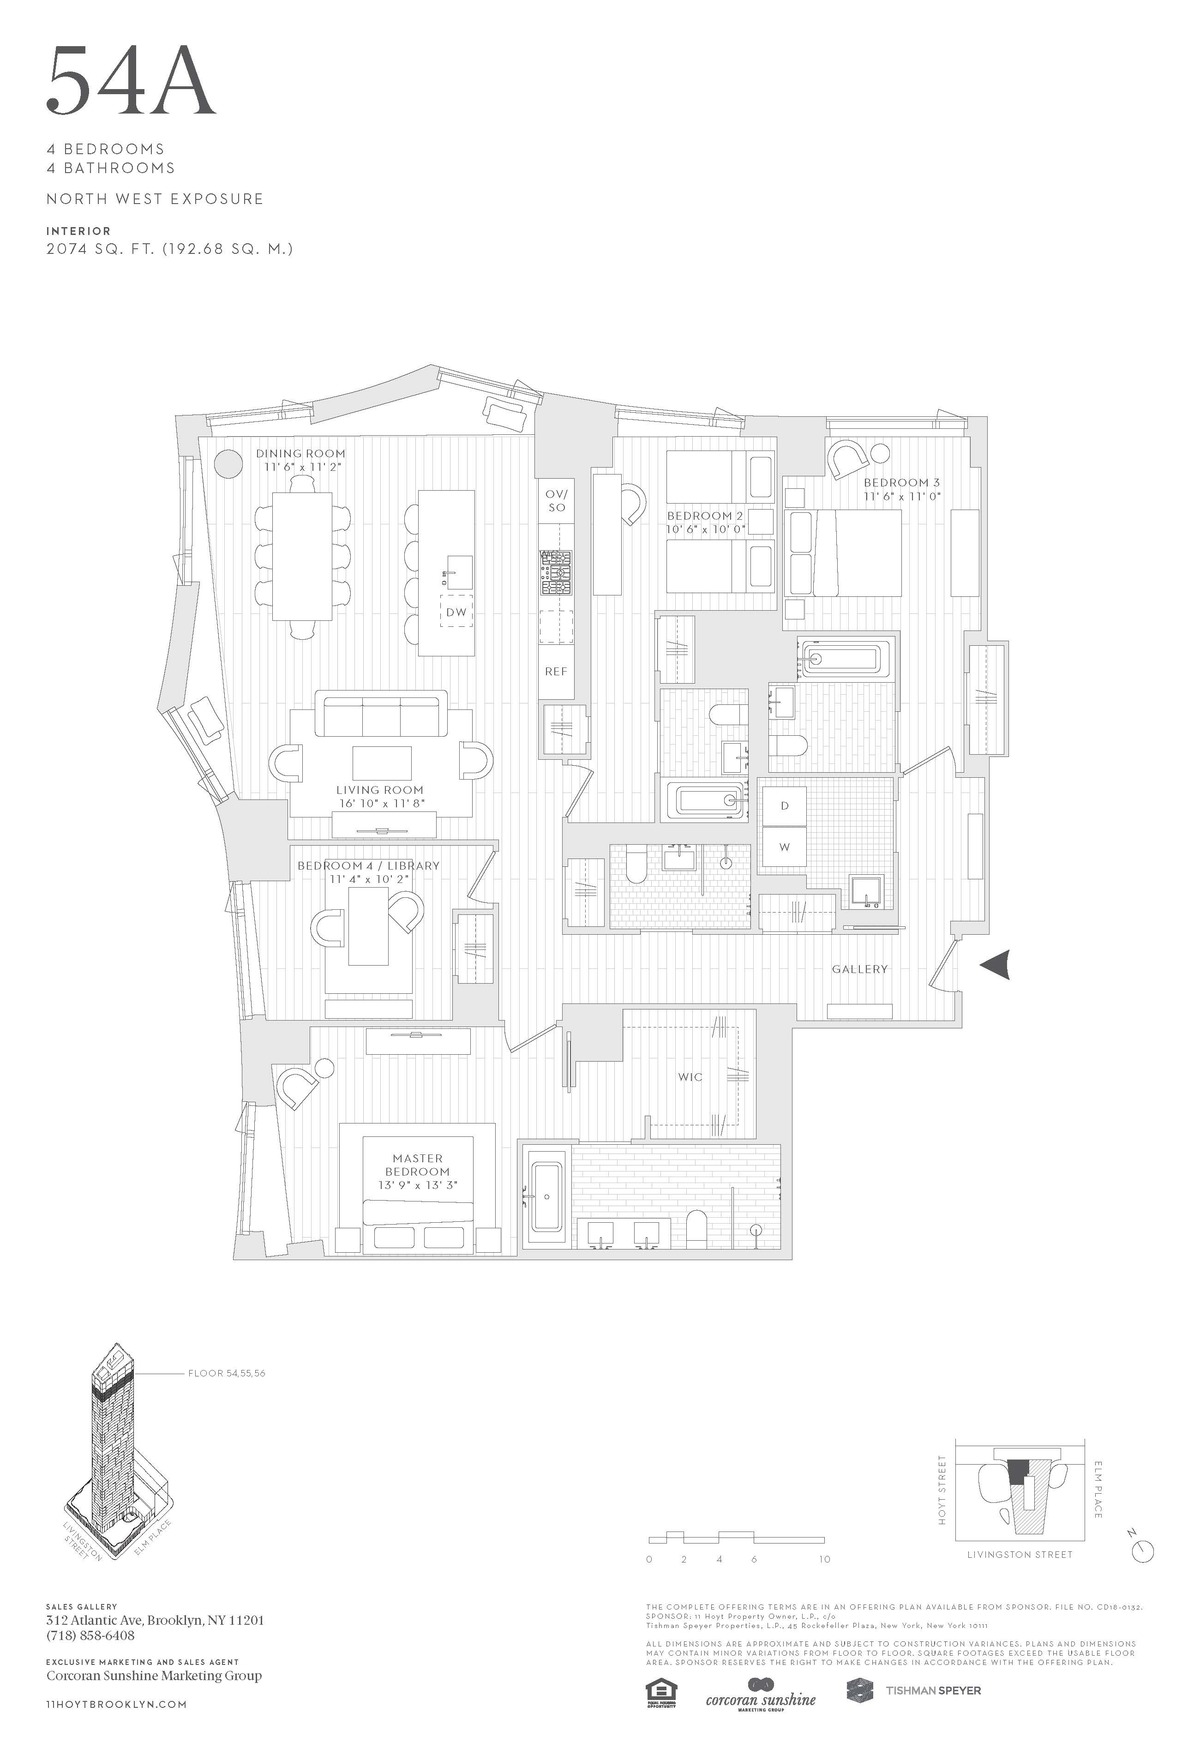 54A
4 BEDROOMS
4 BATHROOMS
NORTH WEST EXPOSURE
INTERIOR
2074 SQ. FT. (192.68 SQ. M.)
DINING ROOM
11' 6" x 11' 2"
OV/
SO
DW
REF
BEDROOM 2
10' 6" x 10' 0"
BEDROOM 3
11' 6" x 11' 0"
LIVING ROOM
16' 10" x 11' 8"
D
W
BEDROOM 4 / LIBRARY
11' 4" x 10' 2"
GALLERY
WIC
MASTER
BEDROOM
13' 9" x 13' 3"
FLOOR 54,55,56
LIVINGSTON
STREET
ELM PLACE
0 2 4 6 10
HOYT STREET
ELM PLACE
LIVINGSTON STREET
N
SALES GALLERY
312 Atlantic Ave, Brooklyn, NY 11201
(718) 858-6408
EXCLUSIVE MARKETING AND SALES AGENT
Corcoran Sunshine Marketing Group
11HOYTBROOKLYN.COM
THE COMPLETE OFFERING TERMS ARE IN AN OFFERING PLAN AVAILABLE FROM SPONSOR. FILE NO. CD18-0132.
SPONSOR: 11 Hoyt Property Owner, L.P., c/o
Tishman Speyer Properties, L.P., 45 Rockefeller Plaza, New York, New York 10111
ALL DIMENSIONS ARE APPROXIMATE AND SUBJECT TO CONSTRUCTION VARIANCES. PLANS AND DIMENSIONS
MAY CONTAIN MINOR VARIATIONS FROM FLOOR TO FLOOR. SQUARE FOOTAGES EXCEED THE USABLE FLOOR
AREA. SPONSOR RESERVES THE RIGHT TO MAKE CHANGES IN ACCORDANCE WITH THE OFFERING PLAN.
EQUAL HOUSING
OPPORTUNITY
corcoran sunshine
MARKETING GROUP
TISHMAN SPEYER